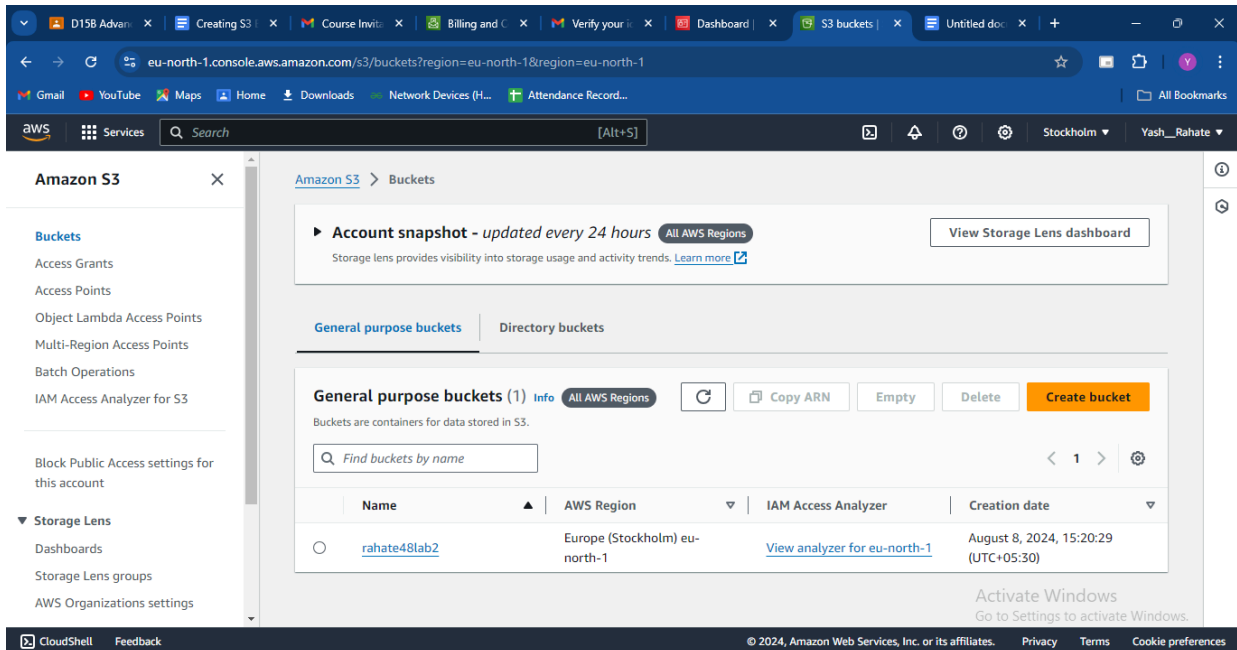 D15B Advan
Creating S3 B
Course Invita
Billing and C
Verify your ic
Dashboard |
S3 buckets |
Untitled doc
eu-north-1.console.aws.amazon.com/s3/buckets?region=eu-north-1&region=eu-north-1
Y
Gmail YouTube Maps Home Downloads Network Devices (H... Attendance Record... All Bookmarks
aws Services Search [Alt+S] Stockholm Yash__Rahate
Amazon S3
Buckets
Access Grants
Access Points
Object Lambda Access Points
Multi-Region Access Points
Batch Operations
IAM Access Analyzer for S3
Block Public Access settings for
this account
Storage Lens
Dashboards
Storage Lens groups
AWS Organizations settings
Amazon S3 Buckets
Account snapshot - updated every 24 hours All AWS Regions
View Storage Lens dashboard
Storage lens provides visibility into storage usage and activity trends. Learn more
General purpose buckets Directory buckets
General purpose buckets (1) Info All AWS Regions Copy ARN Empty Delete Create bucket
Buckets are containers for data stored in S3.
Find buckets by name
1
Name AWS Region IAM Access Analyzer Creation date
rahate48lab2
Europe (Stockholm) eu-
north-1
View analyzer for eu-north-1
August 8, 2024, 15:20:29
(UTC+05:30)
Activate Windows
Go to Settings to activate Windows.
CloudShell Feedback © 2024, Amazon Web Services, Inc. or its affiliates. Privacy Terms Cookie preferences